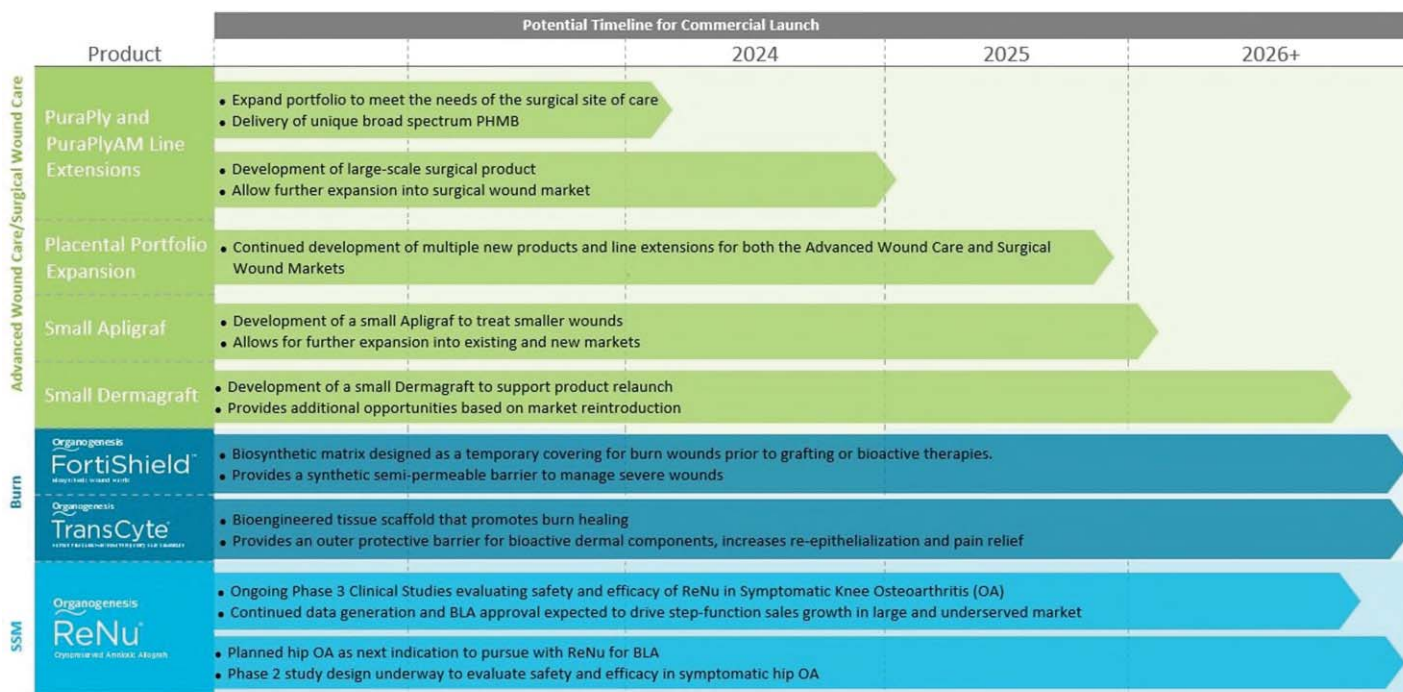 Potential Timeline for Commercial Launch
Product
2024
2025
2026+
Advanced Wound Care/Surgical Wound Care
PuraPly and
PuraPlyAM Line
Extensions
• Expand portfolio to meet the needs of the surgical site of care
• Delivery of unique broad spectrum PHMB
• Development of large-scale surgical product
• Allow further expansion into surgical wound market
Placental Portfolio
Expansion
• Continued development of multiple new products and line extensions for both the Advanced Wound Care and Surgical
Wound Markets
Small Apligraf
• Development of a small Apligraf to treat smaller wounds
• Allows for further expansion into existing and new markets
Small Dermagraft
• Development of a small Dermagraft to support product relaunch
• Provides additional opportunities based on market reintroduction
Burn
Organogenesis
FortiShield™
• Biosynthetic matrix designed as a temporary covering for burn wounds prior to grafting or bioactive therapies.
• Provides a synthetic semi-permeable barrier to manage severe wounds
Organogenesis
TransCyte®
• Bioengineered tissue scaffold that promotes burn healing
• Provides an outer protective barrier for bioactive dermal components, increases re-epithelialization and pain relief
SSM
Organogenesis
ReNu®
Cryopreserved Amniotic Allograft
• Ongoing Phase 3 Clinical Studies evaluating safety and efficacy of ReNu in Symptomatic Knee Osteoarthritis (OA)
• Continued data generation and BLA approval expected to drive step-function sales growth in large and underserved market
• Planned hip OA as next indication to pursue with ReNu for BLA
• Phase 2 study design underway to evaluate safety and efficacy in symptomatic hip OA